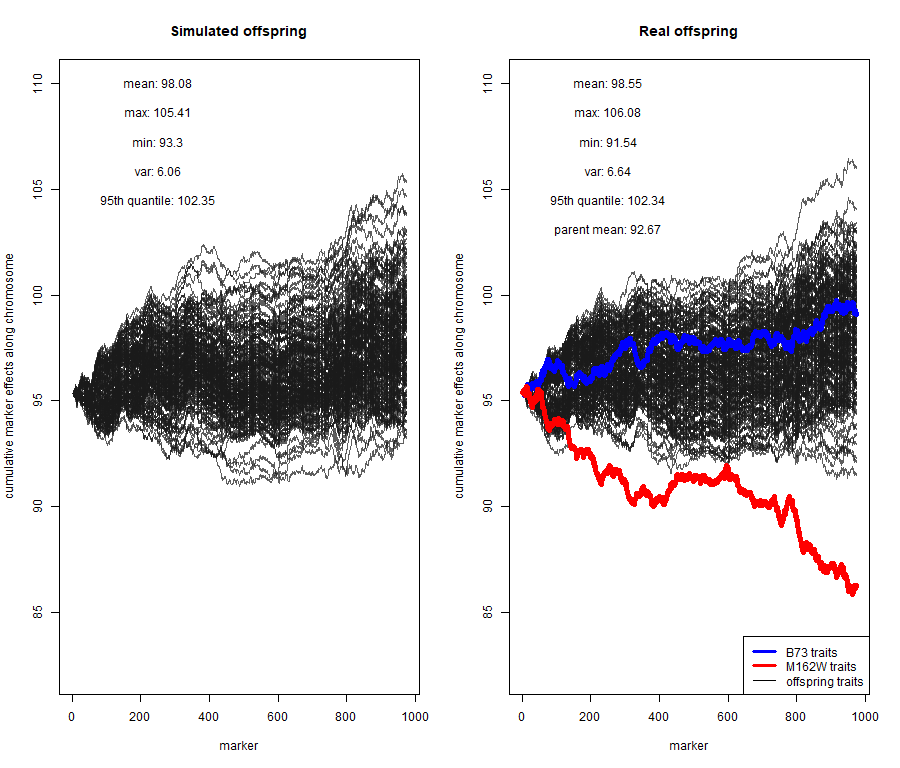 Simulated offspring
mean: 98.08
max: 105.41
min: 93.3
var: 6.06
95th quantile: 102.35
cumulative marker effects along chromosome
110
105
100
95
90
85
0 200 400 600 800 1000
marker
Real offspring
mean: 98.55
max: 106.08
min: 91.54
var: 6.64
95th quantile: 102.34
parent mean: 92.67
cumulative marker effects along chromosome
110
105
100
95
90
85
B73 traits
M162W traits
offspring traits
0 200 400 600 800 1000
marker